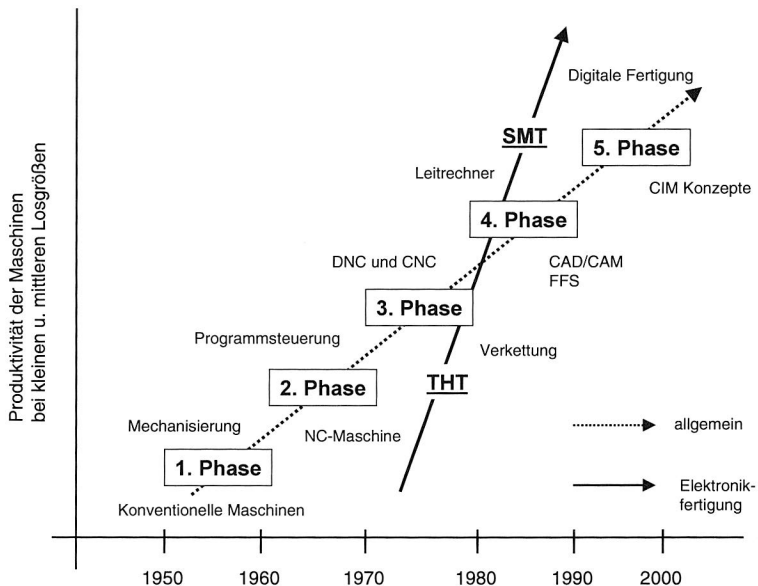 Produktivität der Maschinen
bei kleinen u. mittleren Losgrößen
Digitale Fertigung
SMT
5. Phase
Leitrechner
CIM Konzepte
4. Phase
DNC und CNC
CAD/CAM
FFS
3. Phase
Programmsteuerung
Verkettung
2. Phase
THT
Mechanisierung
NC-Maschine
allgemein
1. Phase
Elektronik-
fertigung
Konventionelle Maschinen
1950 1960 1970 1980 1990 2000